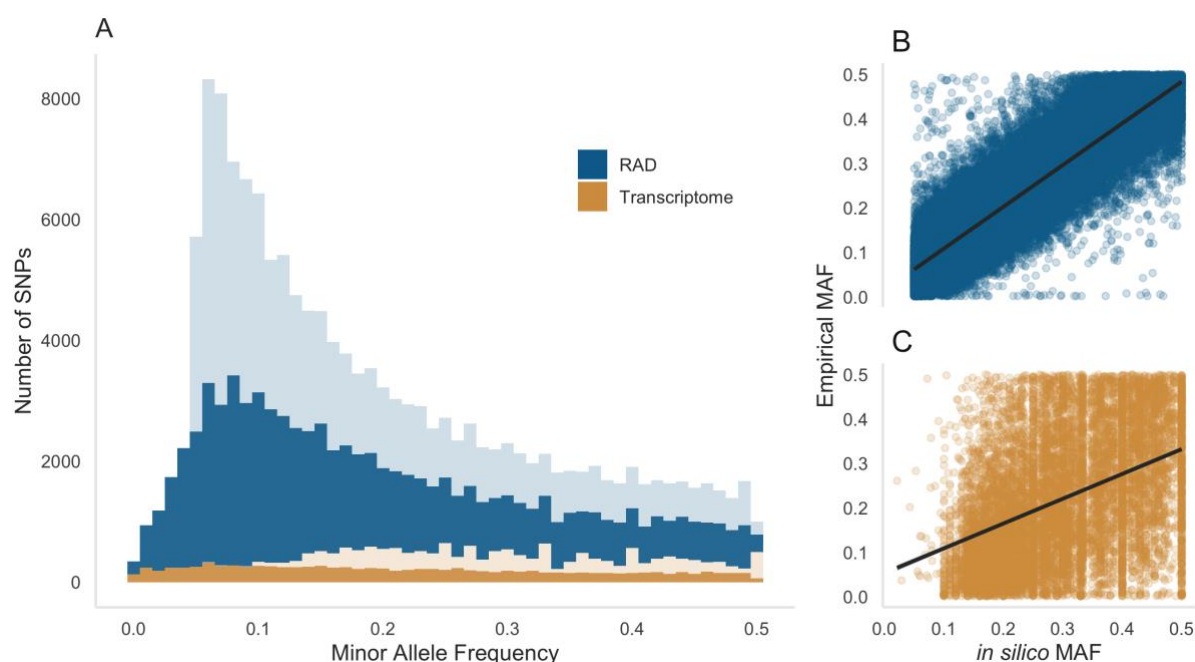 A
8000
6000
4000
2000
0
Number of SNPs
0.0 0.1 0.2 0.3 0.4 0.5
Minor Allele Frequency
RAD
Transcriptome
B
0.5
0.4
0.3
0.2
0.1
0.0
Empirical MAF
C
0.5
0.4
0.3
0.2
0.1
0.0
0.0 0.1 0.2 0.3 0.4 0.5
in silico MAF